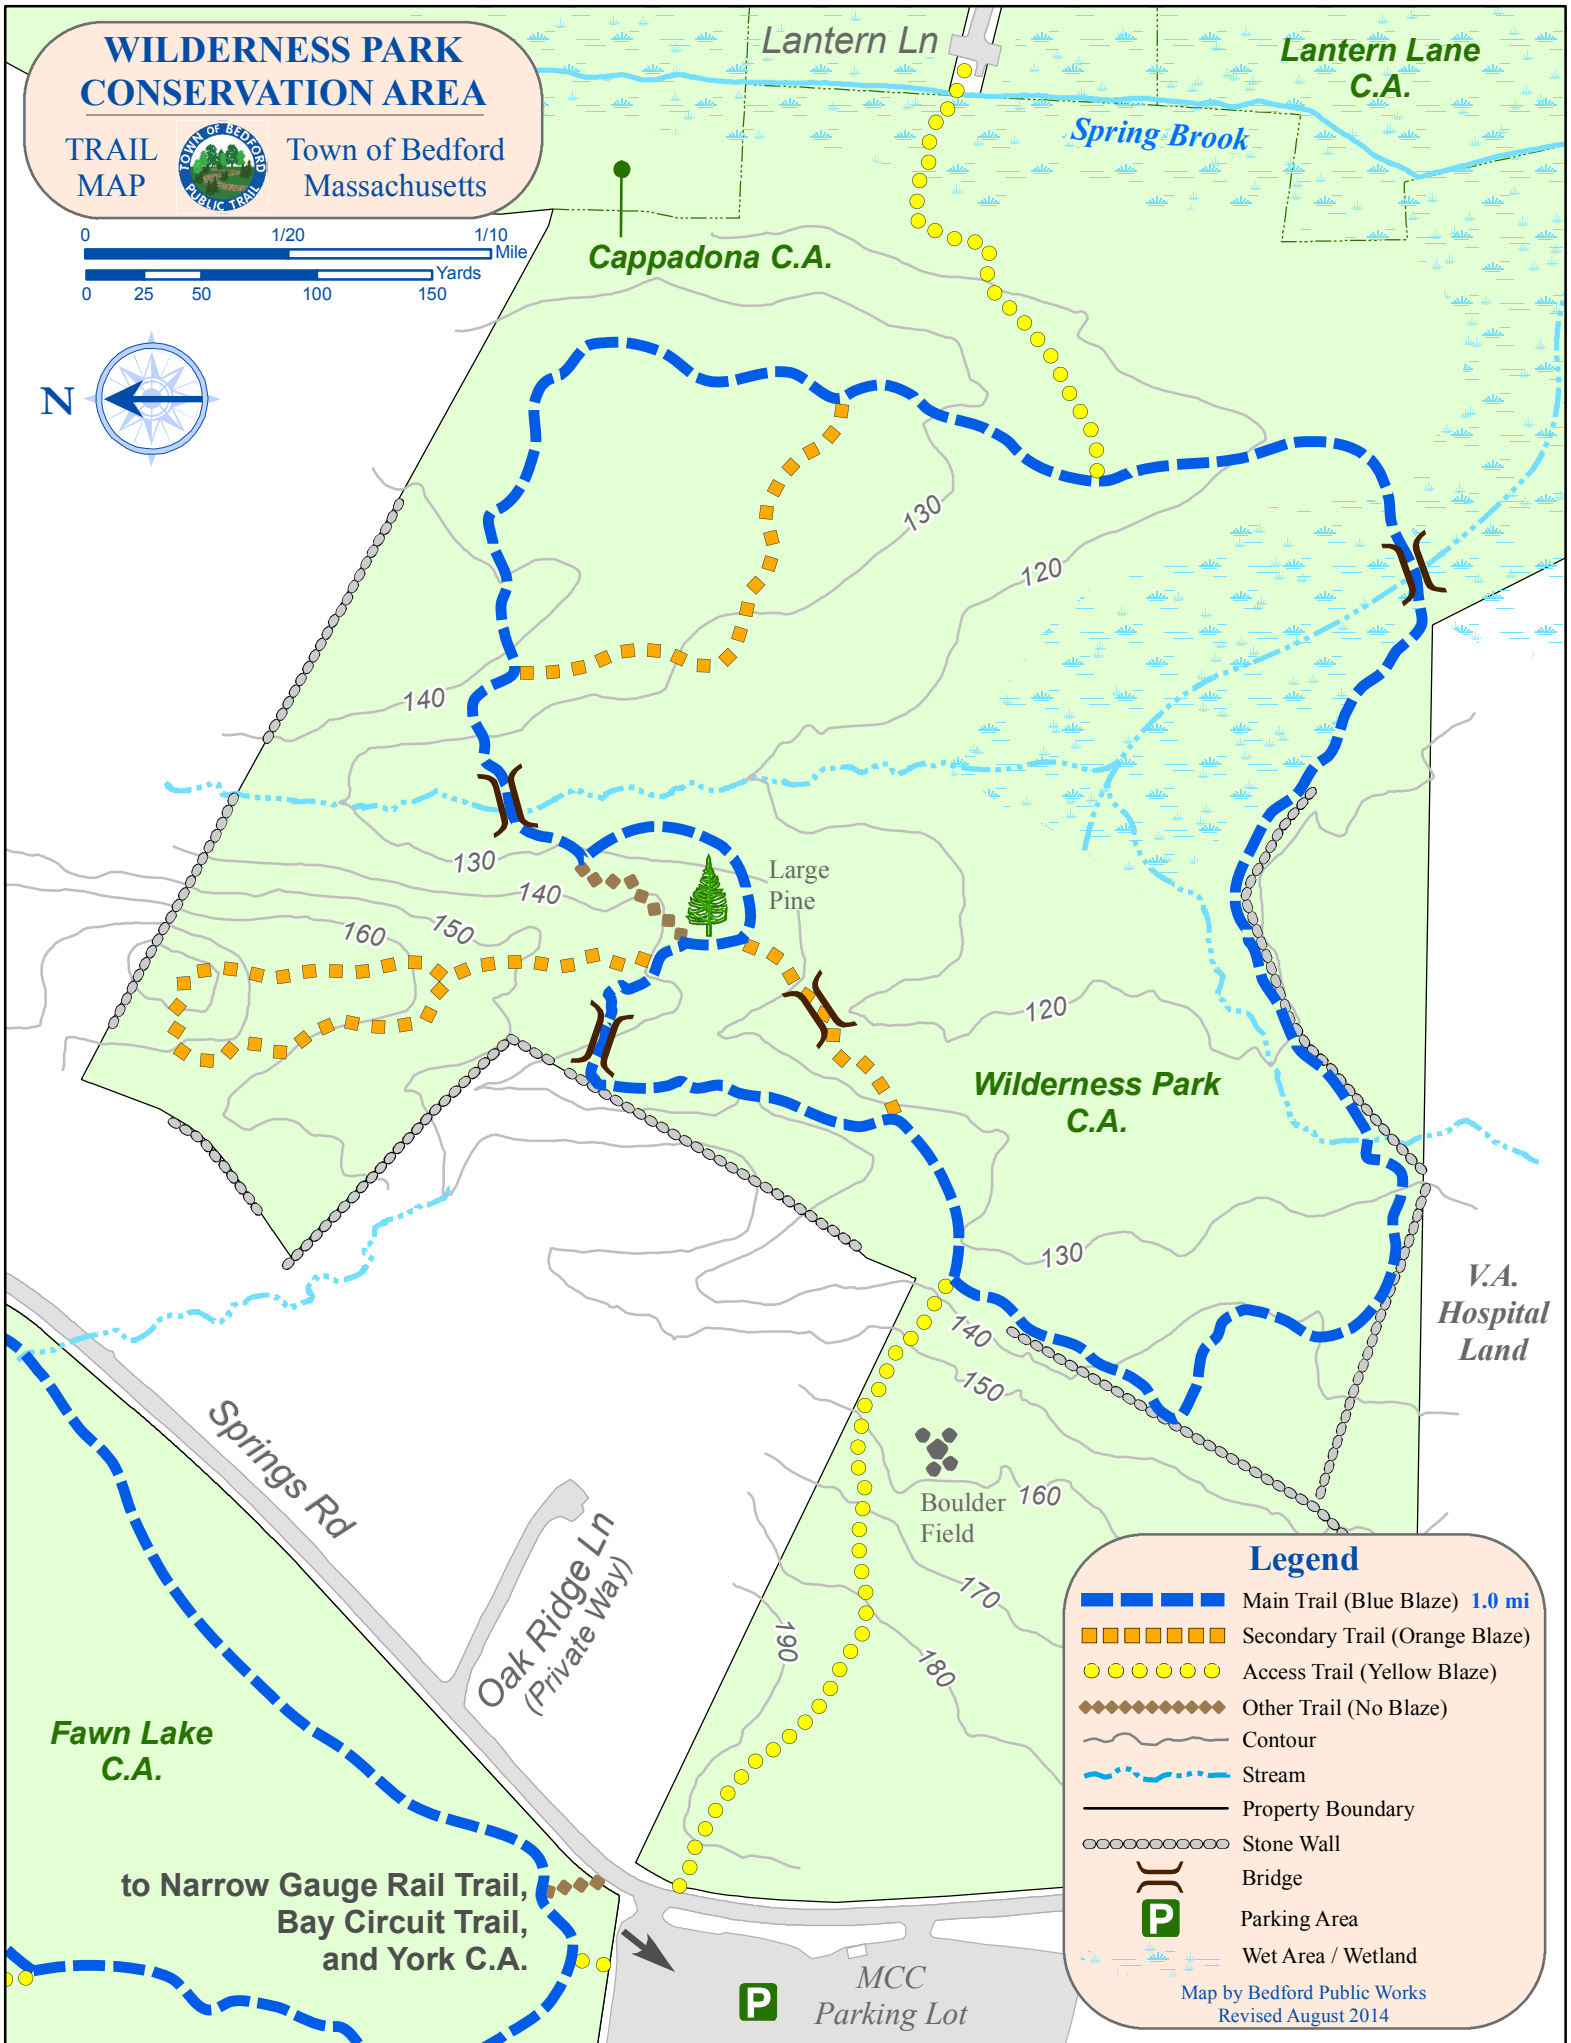 WILDERNESS PARK
CONSERVATION AREA
TRAIL
MAP
TOWN OF BEDFORD
PUBLIC TRAIL
Town of Bedford
Massachusetts
0 1/20 1/10
Mile
Yards
0 25 50 100 150
N
Lantern Ln
Lantern Lane
C.A.
Spring Brook
Cappadona C.A.
130
120
140
130
140
150
160
Large
Pine
120
Wilderness Park
C.A.
130
140
150
160
170
180
190
V.A.
Hospital
Land
Boulder
Field
Springs Rd
Oak Ridge Ln
(Private Way)
Fawn Lake
C.A.
to Narrow Gauge Rail Trail,
Bay Circuit Trail,
and York C.A.
P
MCC
Parking Lot
Legend
Main Trail (Blue Blaze) 1.0 mi
Secondary Trail (Orange Blaze)
Access Trail (Yellow Blaze)
Other Trail (No Blaze)
Contour
Stream
Property Boundary
Stone Wall
Bridge
P Parking Area
Wet Area / Wetland
Map by Bedford Public Works
Revised August 2014